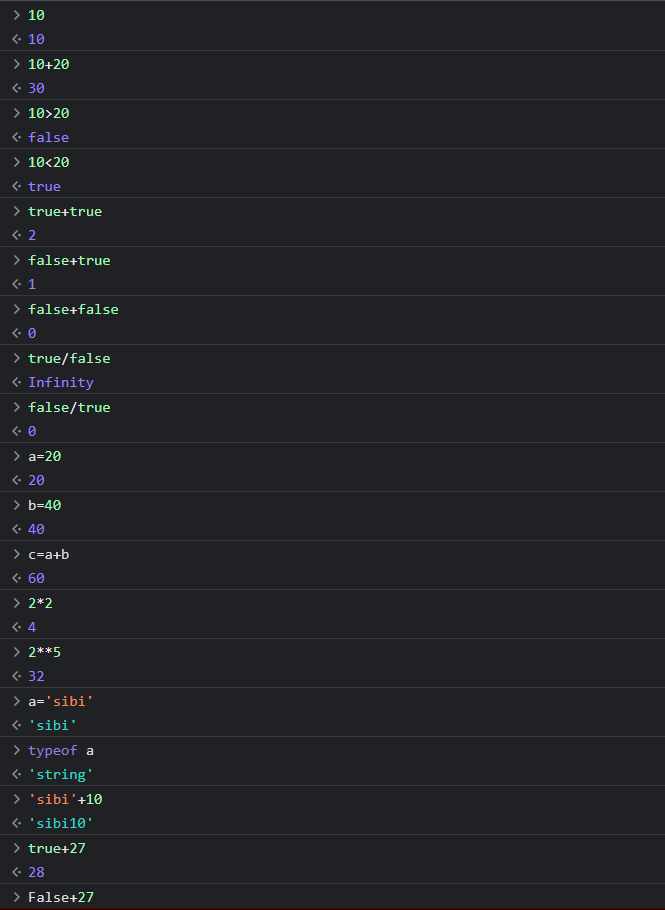 > 10
<· 10
> 10+20
<· 30
> 10>20
<· false
> 10<20
<· true
> true+true
<· 2
> false+true
<· 1
> false+false
<· 0
> true/false
<· Infinity
> false/true
<· 0
> a=20
<· 20
> b=40
<· 40
> c=a+b
<· 60
> 2*2
<· 4
> 2**5
<· 32
> a='sibi'
<· 'sibi'
> typeof a
<· 'string'
> 'sibi'+10
<· 'sibi10'
> true+27
<· 28
> False+27